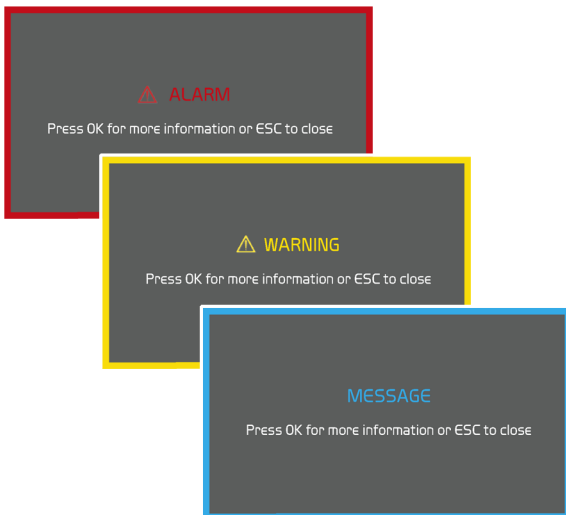 ALARM
Press OK for more information or ESC to close
WARNING
Press OK for more information or ESC to close
MESSAGE
Press OK for more information or ESC to close